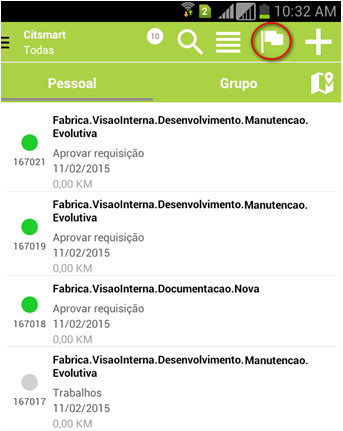 2 10:32 AM
Citsmart
Todas
10
Pessoal Grupo
Fabrica.VisaoInterna.Desenvolvimento.Manutencao.
Evolutiva
Aprovar requisição
167021
11/02/2015
0,00 KM
Fabrica.VisaoInterna.Desenvolvimento.Manutencao.
Evolutiva
Aprovar requisição
167019
11/02/2015
0,00 KM
Fabrica.VisaoInterna.Documentacao.Nova
Aprovar requisição
167018
11/02/2015
0,00 KM
Fabrica.VisaoInterna.Desenvolvimento.Manutencao.
Evolutiva
Trabalhos
167017
11/02/2015
0,00 KM